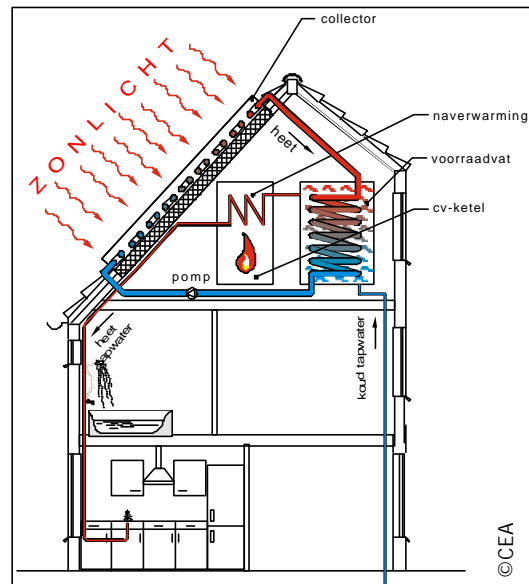 collector
ZONLICHT
naverwarming
heet
voorraadvat
cv-ketel
pomp
heet
tapwater
koud tapwater
©CEA